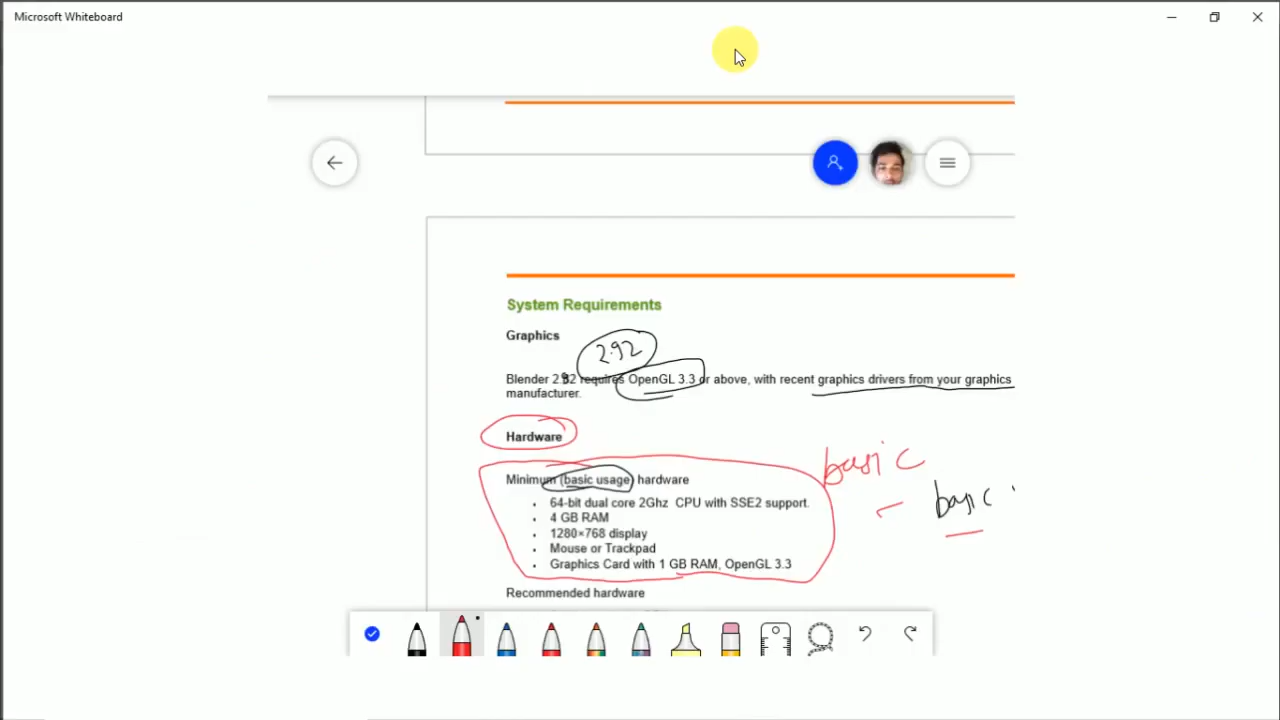 Microsoft Whiteboard
System Requirements
Graphics
2.92
Blender 2.92 requires OpenGL 3.3 or above, with recent graphics drivers from your graphics
manufacturer.
Hardware
basic
Minimum (basic usage) hardware
basic
64-bit dual core 2Ghz CPU with SSE2 support.
4 GB RAM
1280×768 display
Mouse or Trackpad
Graphics Card with 1 GB RAM, OpenGL 3.3
Recommended hardware